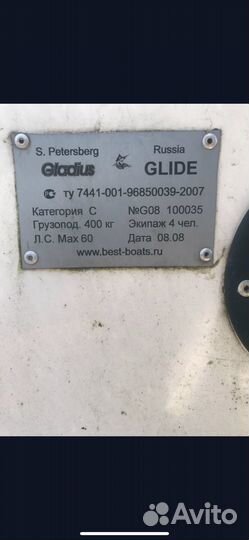 S. Petersberg Russia
Gladius GLIDE
ту 7441-001-96850039-2007
Категория С №G08 100035
Грузопод. 400 кг Экипаж 4 чел.
Л.С. Мах 60 Дата 08.08
www.best-boats.ru
Avito